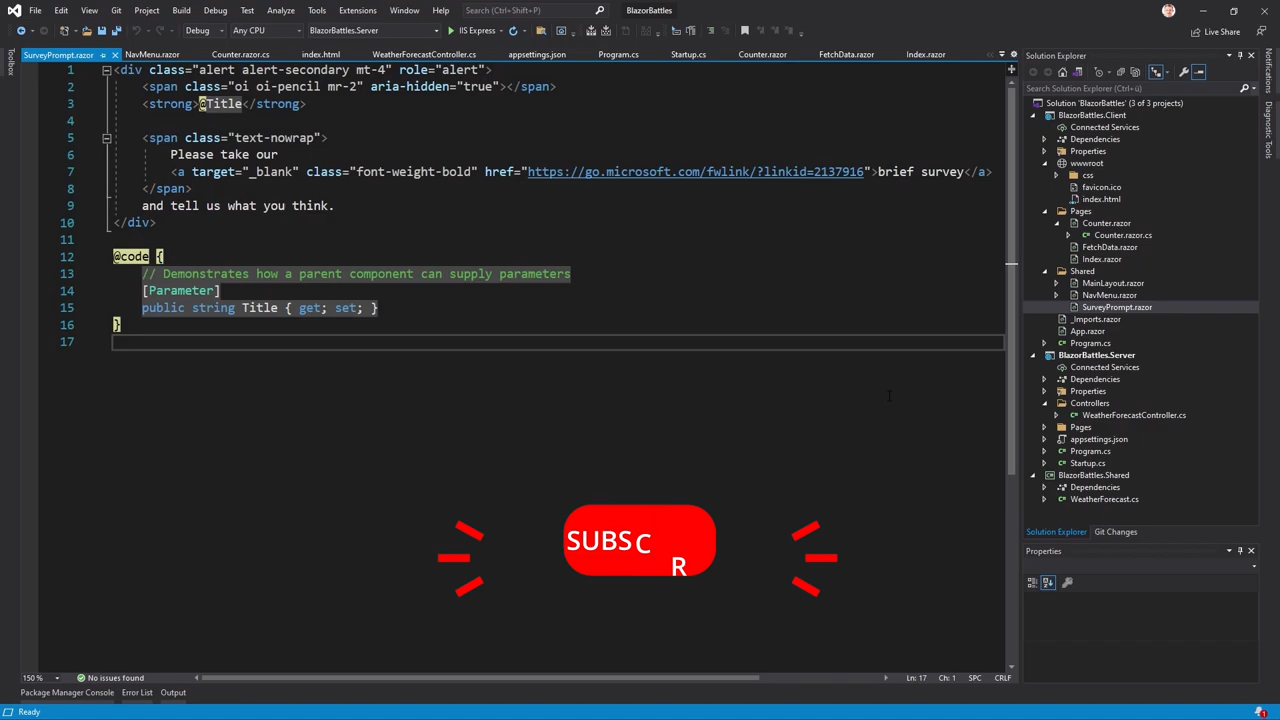 File Edit View Git Project Build Debug Test Analyze Tools Extensions Window Help Search (Ctrl+Shift+P) BlazorBattles
Debug Any CPU BlazorBattles.Server IIS Express Live Share
Toolbox
SurveyPrompt.razor NavMenu.razor Counter.razor.cs index.html WeatherForecastController.cs appsettings.json Program.cs Startup.cs App.razor FetchData.razor Index.razor
1 <div class="alert alert-secondary mt-4" role="alert">
2 <span class="oi oi-pencil mr-2" aria-hidden="true"></span>
3 <strong>@Title</strong>
4
5 <span class="text-nowrap">
6 Please take our
7 <a target="_blank" class="font-weight-bold" href="https://go.microsoft.com/fwlink/?linkid=2137916">brief survey</a>
8 </span>
9 and tell us what you think.
10 </div>
11
12 @code {
13 // Demonstrates how a parent component can supply parameters
14 [Parameter]
15 public string Title { get; set; }
16 }
17
SUBSC
R
150 % No issues found Ln: 17 Ch: 1 SPC CRLF
Package Manager Console Error List Output
Ready
Solution Explorer
Search Solution Explorer (Ctrl+ü)
Solution 'BlazorBattles' (3 of 3 projects)
BlazorBattles.Client
Connected Services
Dependencies
Properties
wwwroot
css
favicon.ico
index.html
Pages
Counter.razor
Counter.razor.cs
FetchData.razor
Index.razor
Shared
MainLayout.razor
NavMenu.razor
SurveyPrompt.razor
_Imports.razor
App.razor
Program.cs
BlazorBattles.Server
Connected Services
Dependencies
Properties
Controllers
WeatherForecastController.cs
Pages
appsettings.json
Program.cs
Startup.cs
BlazorBattles.Shared
Dependencies
WeatherForecast.cs
Solution Explorer Git Changes
Properties
Notifications
Diagnostic Tools
1